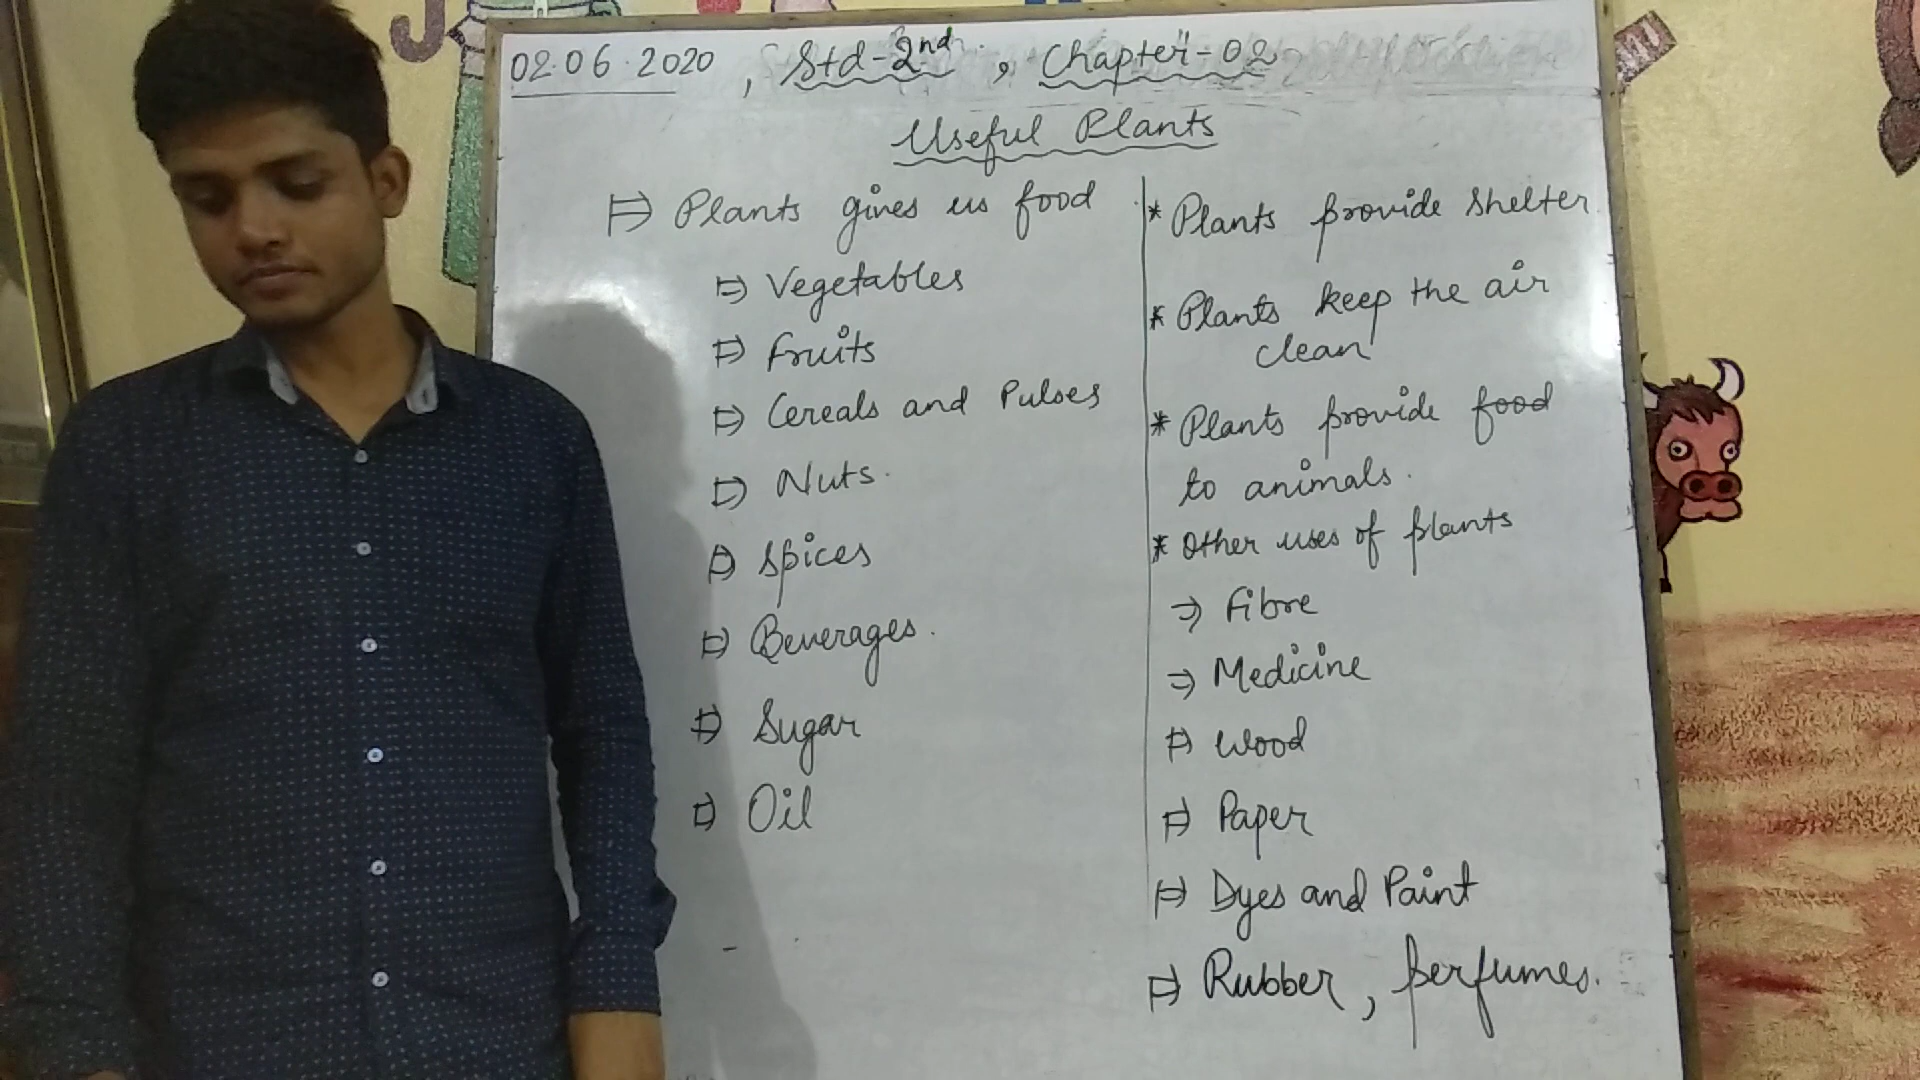 02.06.2020, Std-2nd, Chapter-02
Useful Plants
⇒ Plants gives us food
⇒ Vegetables
⇒ Fruits
⇒ Cereals and Pulses
⇒ Nuts.
⇒ Spices
⇒ Beverages.
⇒ Sugar
⇒ Oil
* Plants provide shelter.
* Plants keep the air
clean
* Plants provide food
to animals.
* Other uses of plants
⇒ Fibre
⇒ Medicine
⇒ Wood
⇒ Paper
⇒ Dyes and Paint
⇒ Rubber, perfumes.